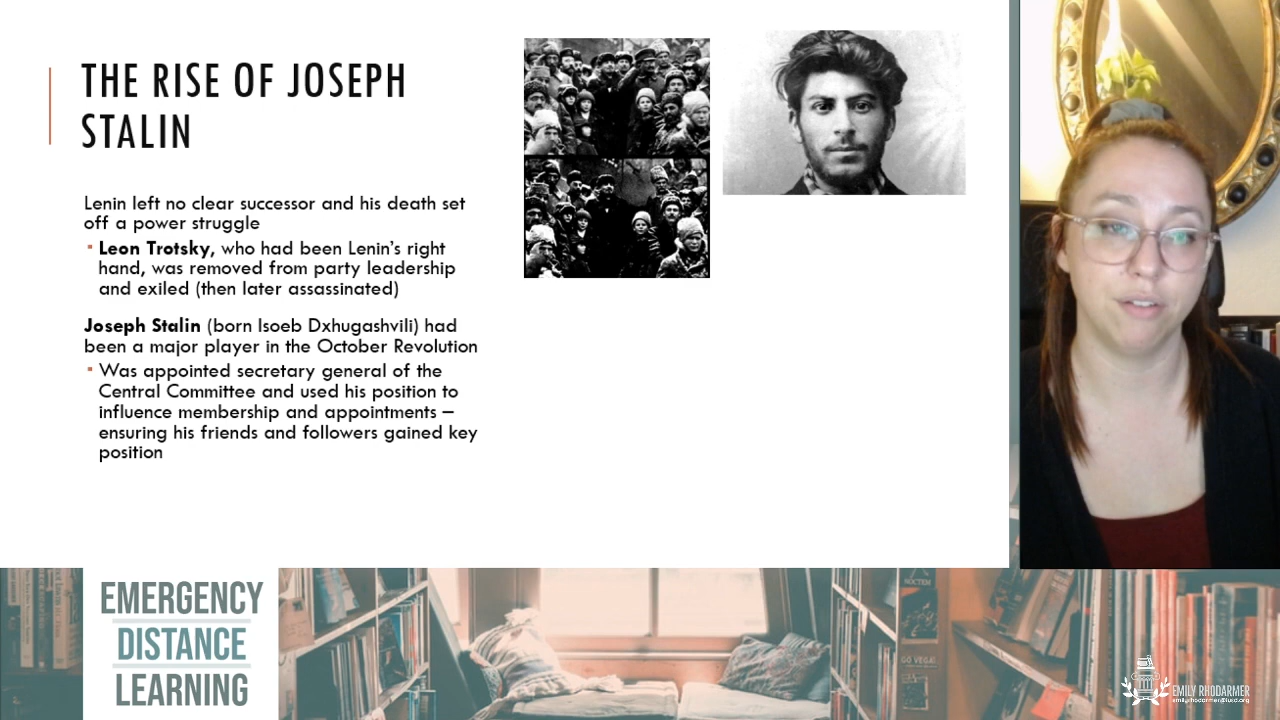 THE RISE OF JOSEPH
STALIN
Lenin left no clear successor and his death set
off a power struggle
▪ Leon Trotsky, who had been Lenin's right
hand, was removed from party leadership
and exiled (then later assassinated)
Joseph Stalin (born Isoeb Dxhugashvili) had
been a major player in the October Revolution
▪ Was appointed secretary general of the
Central Committee and used his position to
influence membership and appointments –
ensuring his friends and followers gained key
position
EMERGENCY
DISTANCE
LEARNING
NOCTEM
GO VEGAN
EMILY RHODARMER